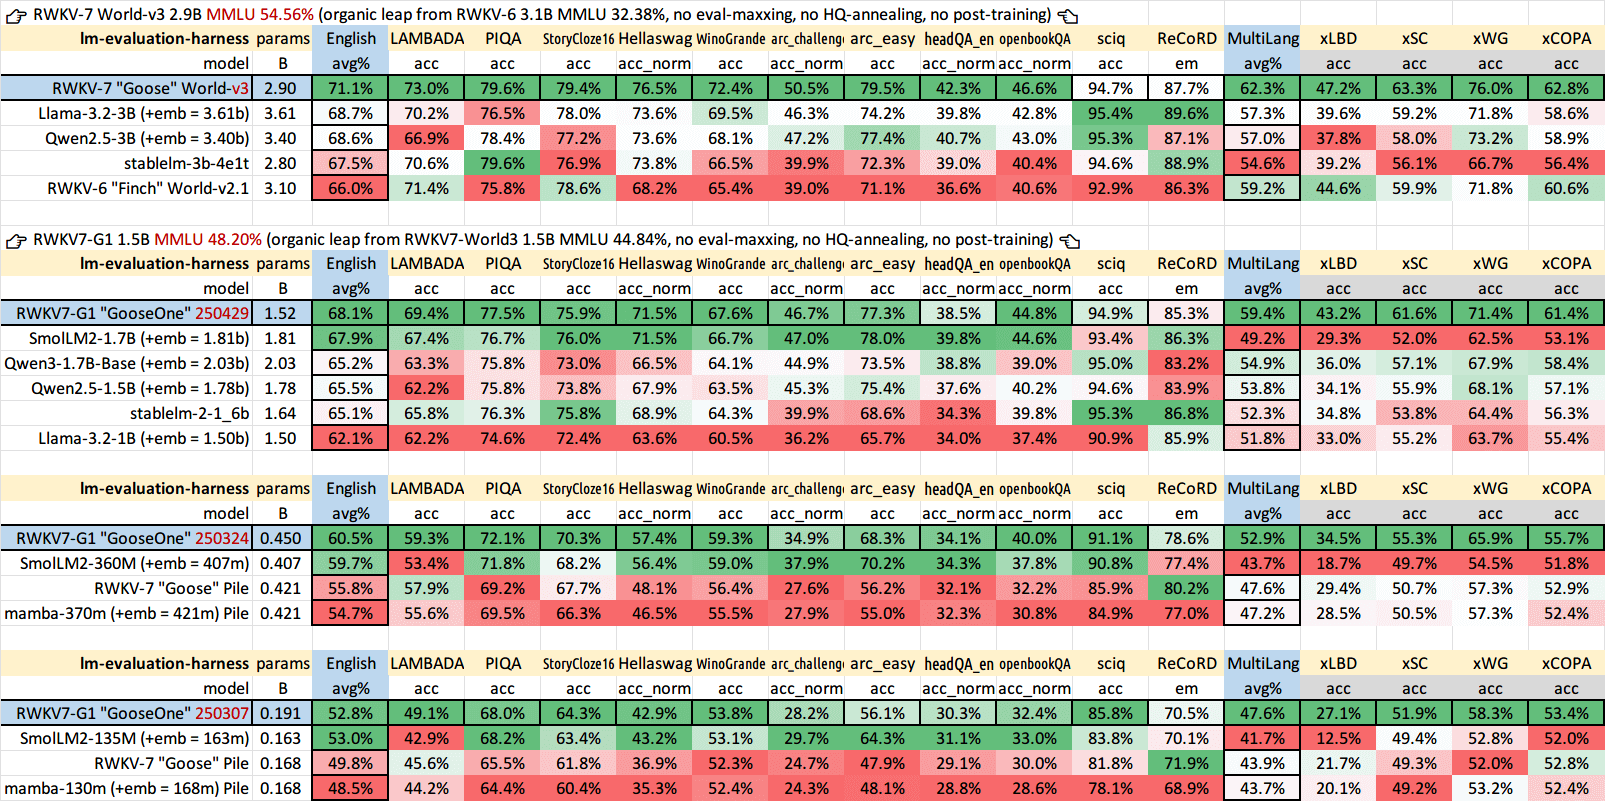 👉 RWKV-7 World-v3 2.9B MMLU 54.56% (organic leap from RWKV-6 3.1B MMLU 32.38%, no eval-maxxing, no HQ-annealing, no post-training) 👈
lm-evaluation-harness params English LAMBADA PIQA StoryCloze16 Hellaswag WinoGrande arc_challeng arc_easy headQA_en openbookQA sciq ReCoRD MultiLang xLBD xSC xWG xCOPA
model B avg% acc acc acc acc_norm acc acc_norm acc acc_norm acc_norm acc em avg% acc acc acc acc
RWKV-7 "Goose" World-v3 2.90 71.1% 73.0% 79.6% 79.4% 76.5% 72.4% 50.5% 79.5% 42.3% 46.6% 94.7% 87.7% 62.3% 47.2% 63.3% 76.0% 62.8%
Llama-3.2-3B (+emb = 3.61b) 3.61 68.7% 70.2% 76.5% 78.0% 73.6% 69.5% 46.3% 74.2% 39.8% 42.8% 95.4% 89.6% 57.3% 39.6% 59.2% 71.8% 58.6%
Qwen2.5-3B (+emb = 3.40b) 3.40 68.6% 66.9% 78.4% 77.2% 73.6% 68.1% 47.2% 77.4% 40.7% 43.0% 95.3% 87.1% 57.0% 37.8% 58.0% 73.2% 58.9%
stablelm-3b-4e1t 2.80 67.5% 70.6% 79.6% 76.9% 73.8% 66.5% 39.9% 72.3% 39.0% 40.4% 94.6% 88.9% 54.6% 39.2% 56.1% 66.7% 56.4%
RWKV-6 "Finch" World-v2.1 3.10 66.0% 71.4% 75.8% 78.6% 68.2% 65.4% 39.0% 71.1% 36.6% 40.6% 92.9% 86.3% 59.2% 44.6% 59.9% 71.8% 60.6%
👉 RWKV7-G1 1.5B MMLU 48.20% (organic leap from RWKV7-World3 1.5B MMLU 44.84%, no eval-maxxing, no HQ-annealing, no post-training) 👈
lm-evaluation-harness params English LAMBADA PIQA StoryCloze16 Hellaswag WinoGrande arc_challeng arc_easy headQA_en openbookQA sciq ReCoRD MultiLang xLBD xSC xWG xCOPA
model B avg% acc acc acc acc_norm acc acc_norm acc acc_norm acc_norm acc em avg% acc acc acc acc
RWKV7-G1 "GooseOne" 250429 1.52 68.1% 69.4% 77.5% 75.9% 71.5% 67.6% 46.7% 77.3% 38.5% 44.8% 94.9% 85.3% 59.4% 43.2% 61.6% 71.4% 61.4%
SmolLM2-1.7B (+emb = 1.81b) 1.81 67.9% 67.4% 76.7% 76.0% 71.5% 66.7% 47.0% 78.0% 39.8% 44.6% 93.4% 86.3% 49.2% 29.3% 52.0% 62.5% 53.1%
Qwen3-1.7B-Base (+emb = 2.03b) 2.03 65.2% 63.3% 75.8% 73.0% 66.5% 64.1% 44.9% 73.5% 38.8% 39.0% 95.0% 83.2% 54.9% 36.0% 57.1% 67.9% 58.4%
Qwen2.5-1.5B (+emb = 1.78b) 1.78 65.5% 62.2% 75.8% 73.8% 67.9% 63.5% 45.3% 75.4% 37.6% 40.2% 94.6% 83.9% 53.8% 34.1% 55.9% 68.1% 57.1%
stablelm-2-1_6b 1.64 65.1% 65.8% 76.3% 75.8% 68.9% 64.3% 39.9% 68.6% 34.3% 39.8% 95.3% 86.8% 52.3% 34.8% 53.8% 64.4% 56.3%
Llama-3.2-1B (+emb = 1.50b) 1.50 62.1% 62.2% 74.6% 72.4% 63.6% 60.5% 36.2% 65.7% 34.0% 37.4% 90.9% 85.9% 51.8% 33.0% 55.2% 63.7% 55.4%
lm-evaluation-harness params English LAMBADA PIQA StoryCloze16 Hellaswag WinoGrande arc_challeng arc_easy headQA_en openbookQA sciq ReCoRD MultiLang xLBD xSC xWG xCOPA
model B avg% acc acc acc acc_norm acc acc_norm acc acc_norm acc_norm acc em avg% acc acc acc acc
RWKV7-G1 "GooseOne" 250324 0.450 60.5% 59.3% 72.1% 70.3% 57.4% 59.3% 34.9% 68.3% 34.1% 40.0% 91.1% 78.6% 52.9% 34.5% 55.3% 65.9% 55.7%
SmolLM2-360M (+emb = 407m) 0.407 59.7% 53.4% 71.8% 68.2% 56.4% 59.0% 37.9% 70.2% 34.3% 37.8% 90.8% 77.4% 43.7% 18.7% 49.7% 54.5% 51.8%
RWKV-7 "Goose" Pile 0.421 55.8% 57.9% 69.2% 67.7% 48.1% 56.4% 27.6% 56.2% 32.1% 32.2% 85.9% 80.2% 47.6% 29.4% 50.7% 57.3% 52.9%
mamba-370m (+emb = 421m) Pile 0.421 54.7% 55.6% 69.5% 66.3% 46.5% 55.5% 27.9% 55.0% 32.3% 30.8% 84.9% 77.0% 47.2% 28.5% 50.5% 57.3% 52.4%
lm-evaluation-harness params English LAMBADA PIQA StoryCloze16 Hellaswag WinoGrande arc_challeng arc_easy headQA_en openbookQA sciq ReCoRD MultiLang xLBD xSC xWG xCOPA
model B avg% acc acc acc acc_norm acc acc_norm acc acc_norm acc_norm acc em avg% acc acc acc acc
RWKV7-G1 "GooseOne" 250307 0.191 52.8% 49.1% 68.0% 64.3% 42.9% 53.8% 28.2% 56.1% 30.3% 32.4% 85.8% 70.5% 47.6% 27.1% 51.9% 58.3% 53.4%
SmolLM2-135M (+emb = 163m) 0.163 53.0% 42.9% 68.2% 63.4% 43.2% 53.1% 29.7% 64.3% 31.1% 33.0% 83.8% 70.1% 41.7% 12.5% 49.4% 52.8% 52.0%
RWKV-7 "Goose" Pile 0.168 49.8% 45.6% 65.5% 61.8% 36.9% 52.3% 24.7% 47.9% 29.1% 30.0% 81.8% 71.9% 43.9% 21.7% 49.3% 52.0% 52.8%
mamba-130m (+emb = 168m) Pile 0.168 48.5% 44.2% 64.4% 60.4% 35.3% 52.4% 24.3% 48.1% 28.8% 28.6% 78.1% 68.9% 43.7% 20.1% 49.2% 53.2% 52.4%